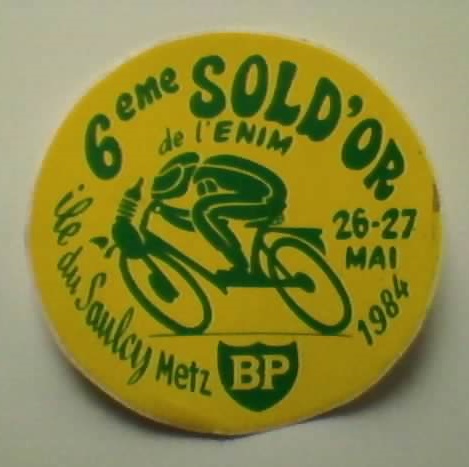 6eme SOLD'OR
de l'ENIM
26-27
MAI
1984
île du Saulcy Metz
BP